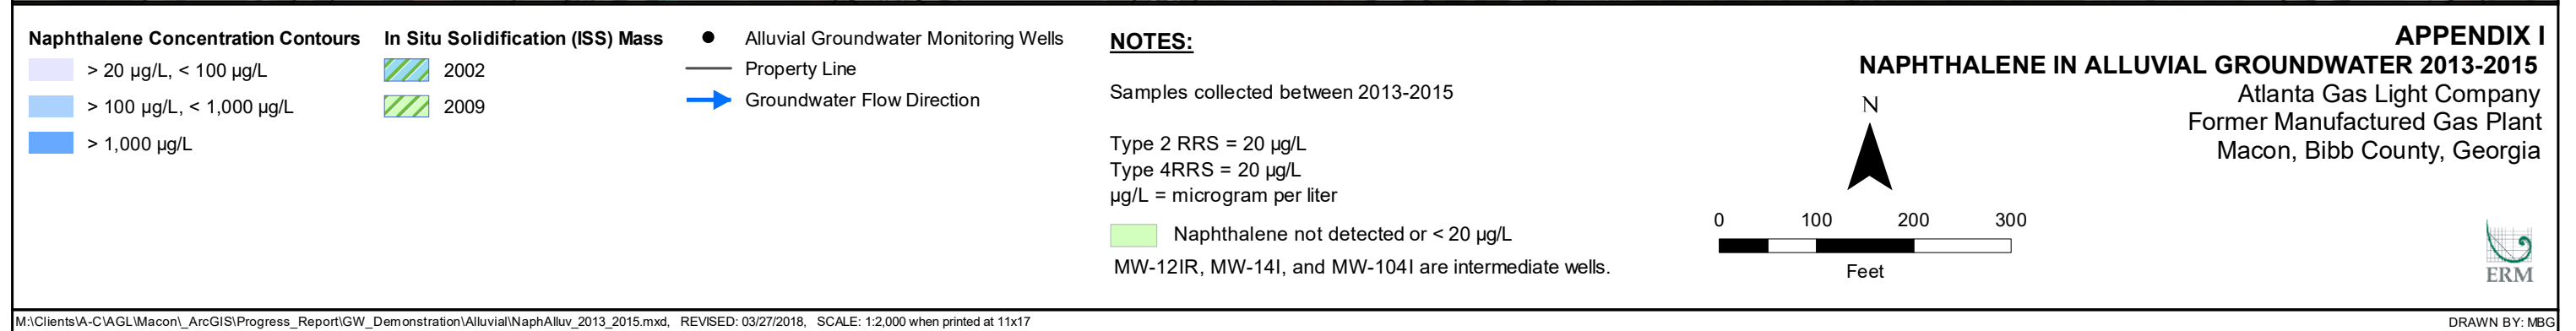 Naphthalene Concentration Contours
> 20 µg/L, < 100 µg/L
> 100 µg/L, < 1,000 µg/L
> 1,000 µg/L
In Situ Solidification (ISS) Mass
2002
2009
Alluvial Groundwater Monitoring Wells
Property Line
Groundwater Flow Direction
NOTES:
Samples collected between 2013-2015
Type 2 RRS = 20 µg/L
Type 4RRS = 20 µg/L
µg/L = microgram per liter
Naphthalene not detected or < 20 µg/L
MW-12IR, MW-14I, and MW-104I are intermediate wells.
N
0 100 200 300
Feet
APPENDIX I
NAPHTHALENE IN ALLUVIAL GROUNDWATER 2013-2015
Atlanta Gas Light Company
Former Manufactured Gas Plant
Macon, Bibb County, Georgia
ERM
M:\Clients\A-C\AGL\Macon\_ArcGIS\Progress_Report\GW_Demonstration\Alluvial\NaphAlluv_2013_2015.mxd, REVISED: 03/27/2018, SCALE: 1:2,000 when printed at 11x17
DRAWN BY: MBG